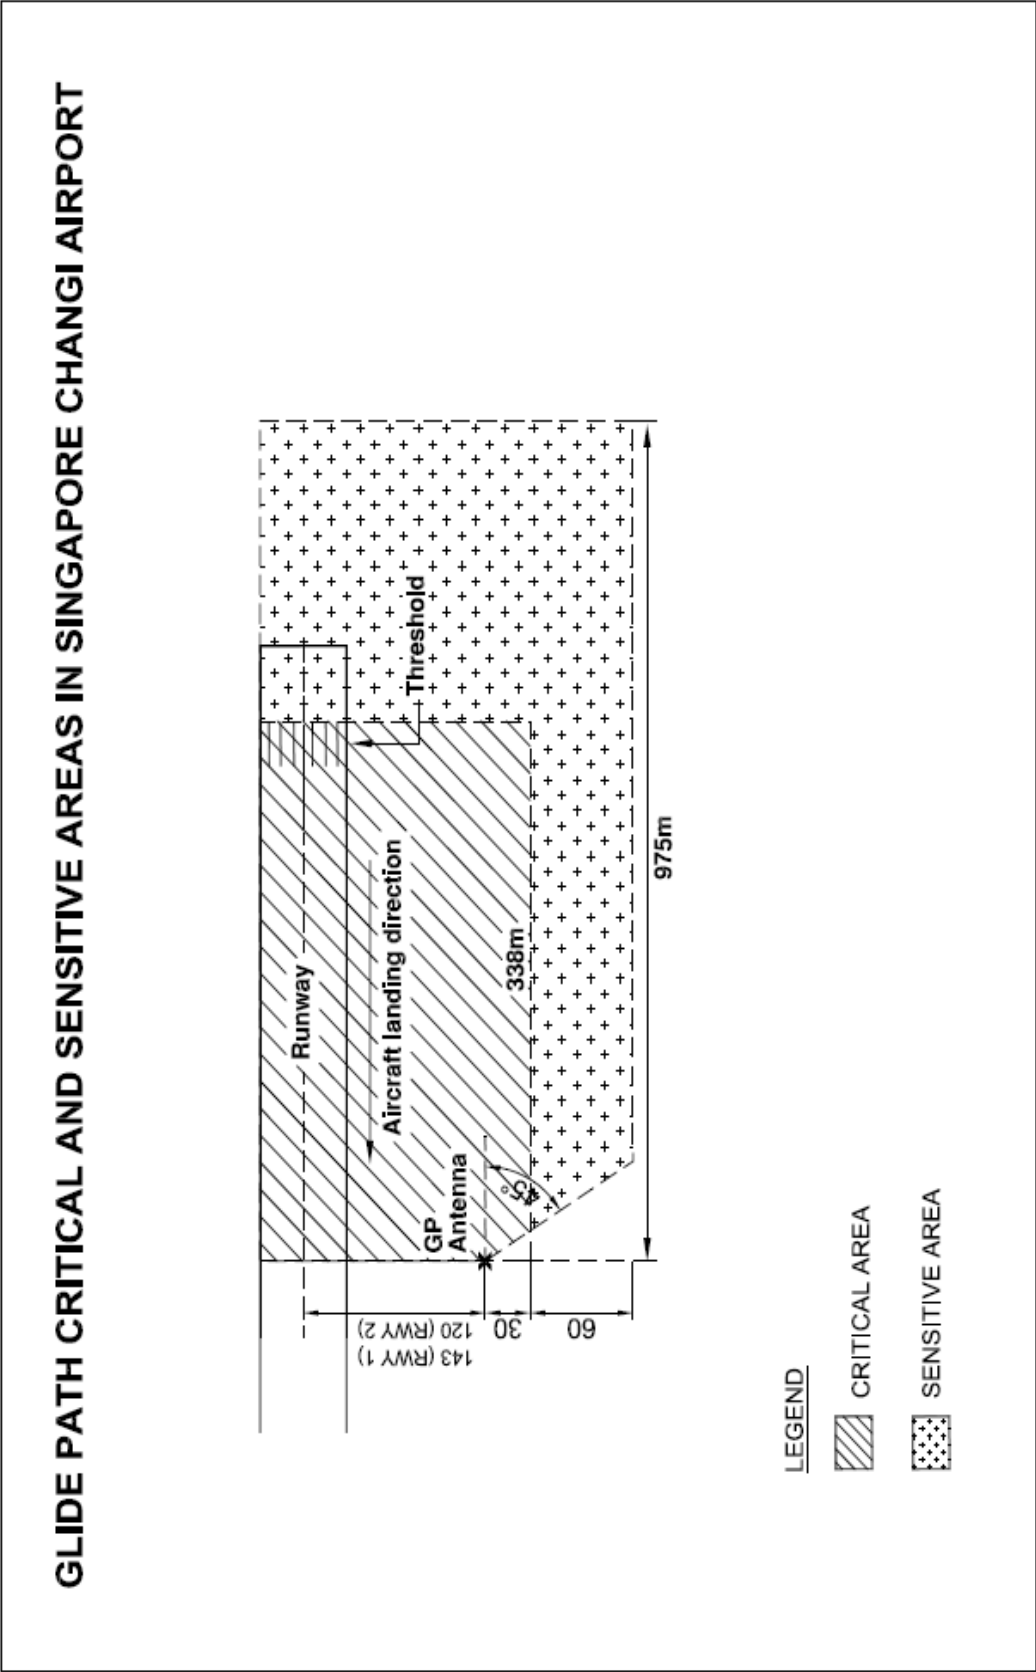 GLIDE PATH CRITICAL AND SENSITIVE AREAS IN SINGAPORE CHANGI AIRPORT
Runway
Threshold
Aircraft landing direction
GP
Antenna
45°
338m
975m
143 (RWY 1)
120 (RWY 2)
30
60
LEGEND
CRITICAL AREA
SENSITIVE AREA